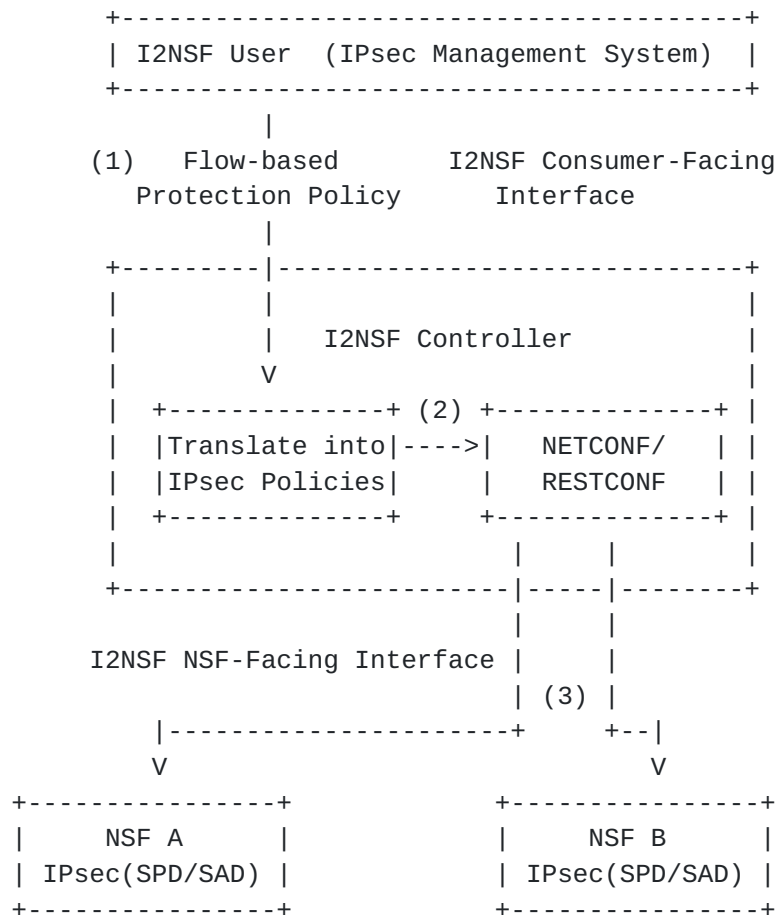 I2NSF User  (IPsec Management System)
(1)   Flow-based       I2NSF Consumer-Facing
Protection Policy      Interface
I2NSF Controller
V
(2)
Translate into ---->   NETCONF/
IPsec Policies      RESTCONF
I2NSF NSF-Facing Interface
(3)
V                              V
NSF A                   NSF B
IPsec(SPD/SAD)               IPsec(SPD/SAD)